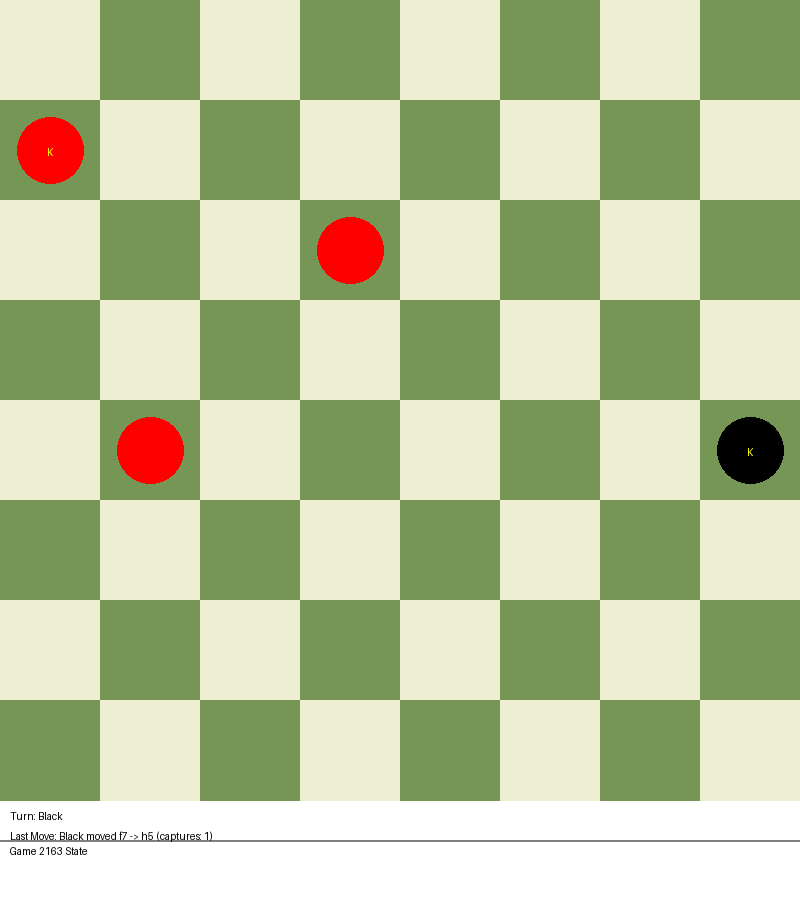 K
K
Turn: Black
Last Move: Black moved f7 -> h5 (captures: 1)
Game 2163 State